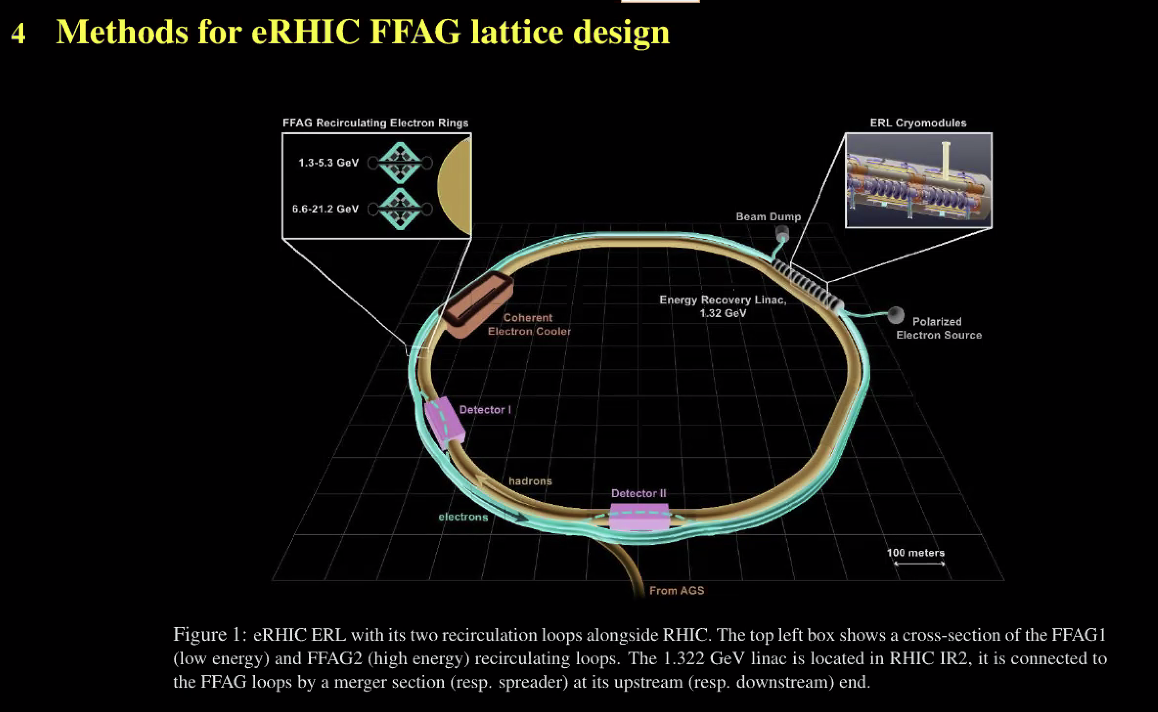 4 Methods for eRHIC FFAG lattice design
FFAG Recirculating Electron Rings
1.3-5.3 GeV
6.6-21.2 GeV
ERL Cryomodules
Beam Dump
Energy Recovery Linac,
1.32 GeV
Polarized
Electron Source
Coherent
Electron Cooler
Detector I
hadrons
Detector II
electrons
100 meters
From AGS
Figure 1: eRHIC ERL with its two recirculation loops alongside RHIC. The top left box shows a cross-section of the FFAG1
(low energy) and FFAG2 (high energy) recirculating loops. The 1.322 GeV linac is located in RHIC IR2, it is connected to
the FFAG loops by a merger section (resp. spreader) at its upstream (resp. downstream) end.